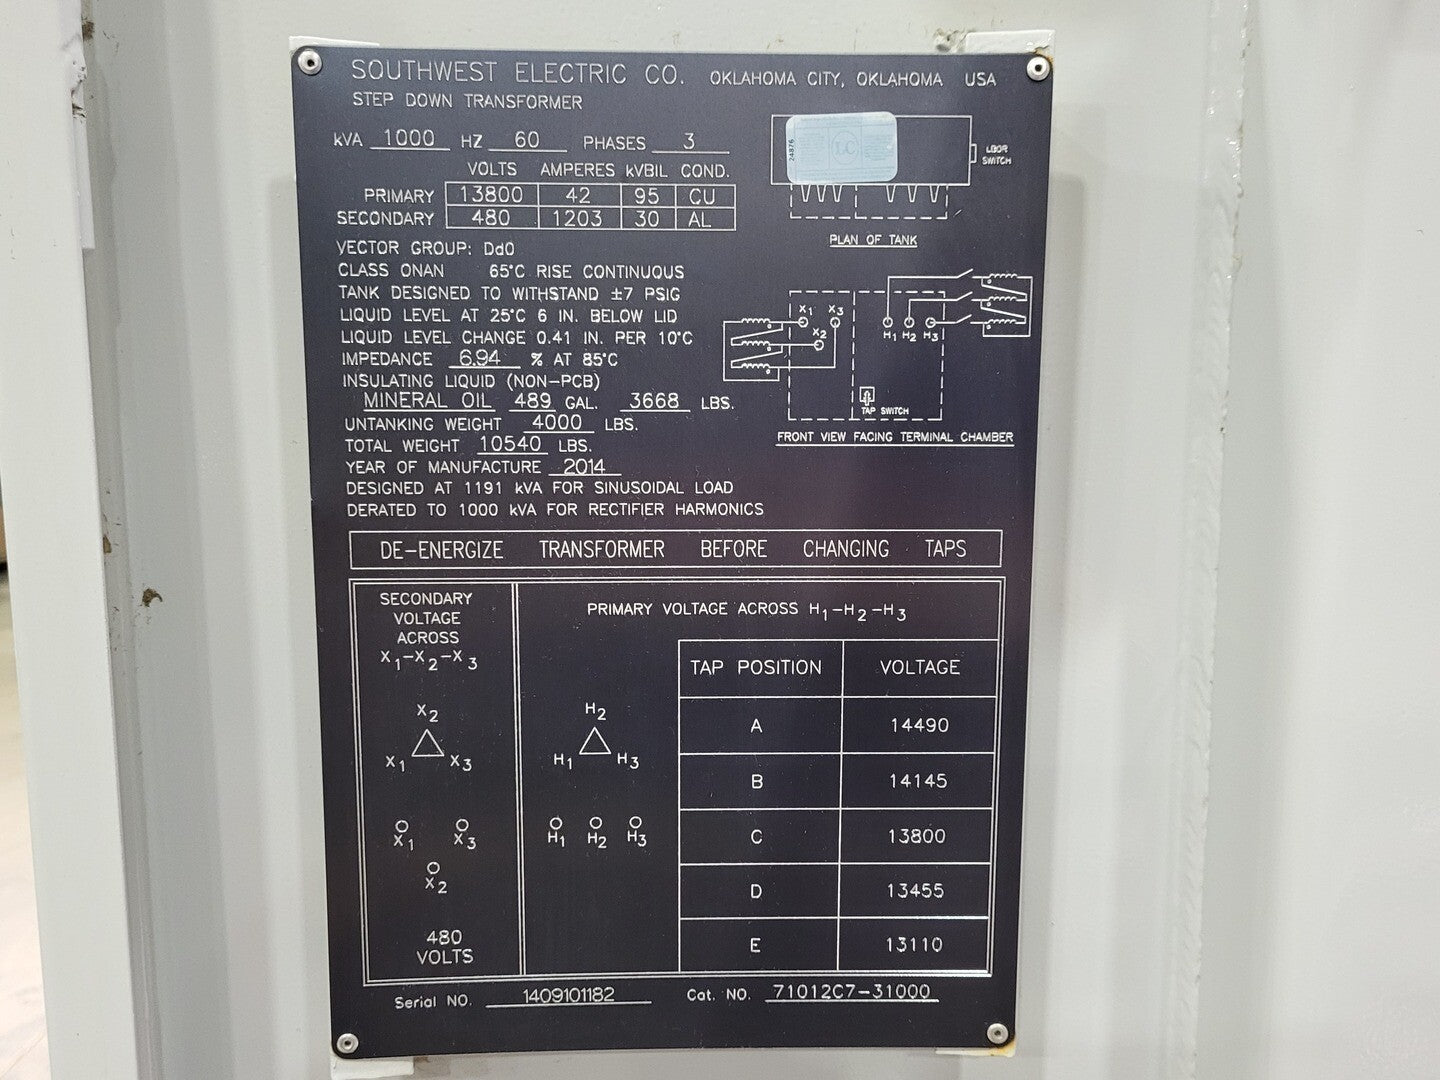 SOUTHWEST ELECTRIC CO. OKLAHOMA CITY, OKLAHOMA USA
STEP DOWN TRANSFORMER
kVA 1000 HZ 60 PHASES 3
VOLTS AMPERES kVBIL COND.
PRIMARY 13800 42 95 CU
SECONDARY 480 1203 30 AL
VECTOR GROUP: Dd0
CLASS ONAN 65°C RISE CONTINUOUS
TANK DESIGNED TO WITHSTAND ±7 PSIG
LIQUID LEVEL AT 25°C 6 IN. BELOW LID
LIQUID LEVEL CHANGE 0.41 IN. PER 10°C
IMPEDANCE 6.94 % AT 85°C
INSULATING LIQUID (NON-PCB)
MINERAL OIL 489 GAL. 3668 LBS.
UNTANKING WEIGHT 4000 LBS.
TOTAL WEIGHT 10540 LBS.
YEAR OF MANUFACTURE 2014
DESIGNED AT 1191 kVA FOR SINUSOIDAL LOAD
DERATED TO 1000 kVA FOR RECTIFIER HARMONICS
24876
LC
LBOR
SWITCH
PLAN OF TANK
X1 X3
X2
H1 H2 H3
TAP SWITCH
FRONT VIEW FACING TERMINAL CHAMBER
DE-ENERGIZE TRANSFORMER BEFORE CHANGING TAPS
SECONDARY
VOLTAGE
ACROSS
X1-X2-X3
X2
X1 X3
X1 X3
X2
480
VOLTS
PRIMARY VOLTAGE ACROSS H1-H2-H3
H2
H1 H3
H1 H2 H3
TAP POSITION VOLTAGE
A 14490
B 14145
C 13800
D 13455
E 13110
Serial NO. 1409101182 Cat. NO. 71012C7-31000